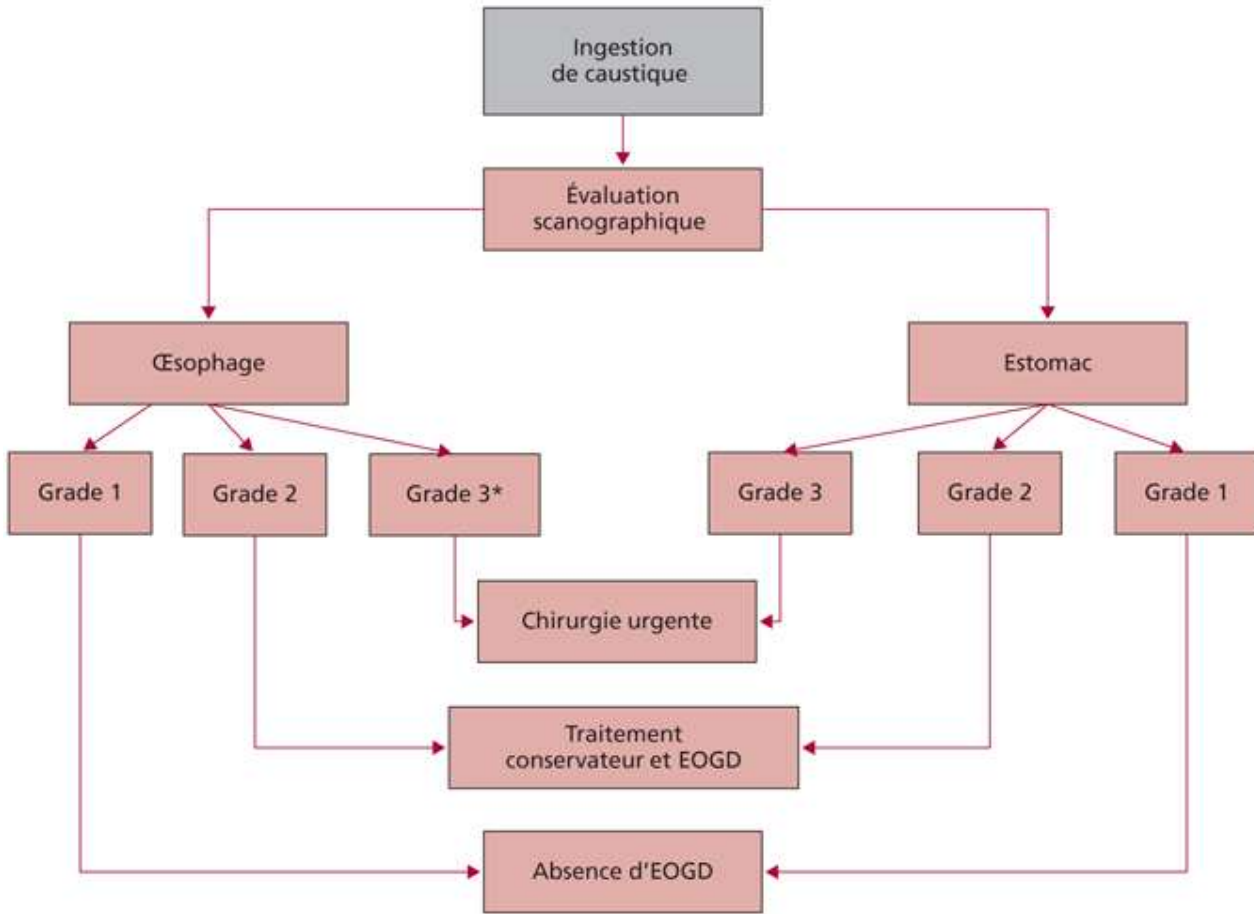 Ingestion
de caustique
Évaluation
scanographique
Œsophage
Estomac
Grade 1
Grade 2
Grade 3*
Grade 3
Grade 2
Grade 1
Chirurgie urgente
Traitement
conservateur et EOGD
Absence d'EOGD